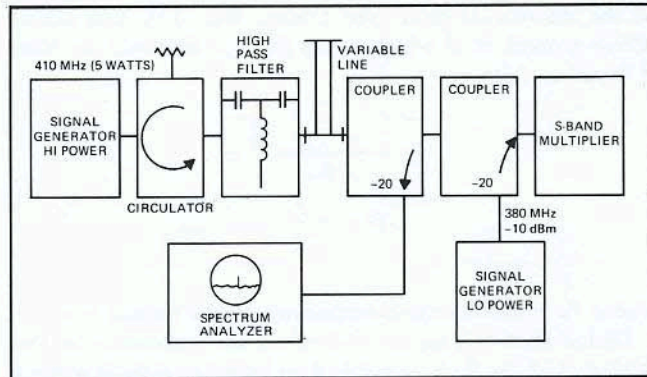 HIGH
PASS
FILTER
VARIABLE
LINE
410 MHz (5 WATTS)
COUPLER
COUPLER
SIGNAL
GENERATOR
HI POWER
S-BAND
MULTIPLIER
-20
-20
CIRCULATOR
380 MHz
-10 dBm
SPECTRUM
ANALYZER
SIGNAL
GENERATOR
LO POWER